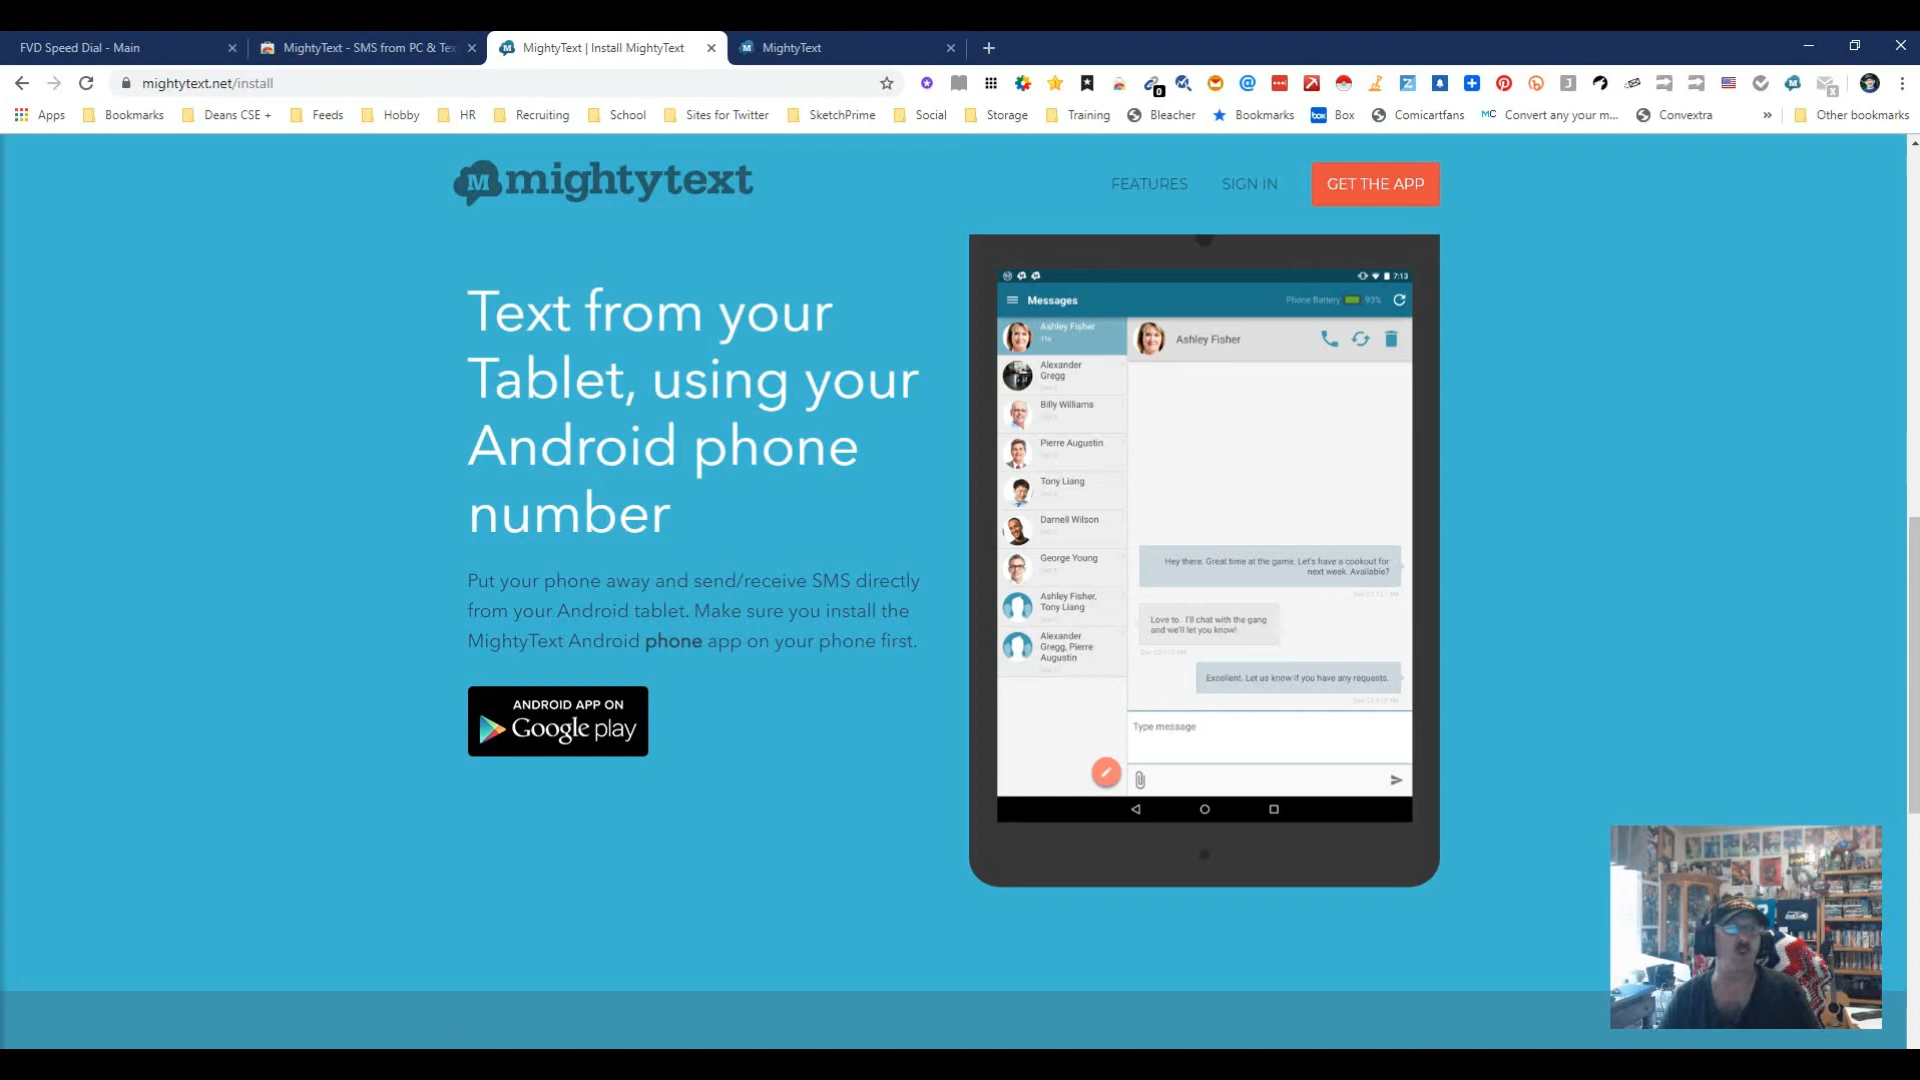 FVD Speed Dial - Main
MightyText - SMS from PC & Te
MightyText | Install MightyText
MightyText
mightytext.net/install
0
Apps
Bookmarks
Deans CSE +
Feeds
Hobby
HR
Recruiting
School
Sites for Twitter
SketchPrime
Social
Storage
Training
Bleacher
Bookmarks
box Box
Comicartfans
MC Convert any your m...
Convextra
»
Other bookmarks
M mightytext
FEATURES
SIGN IN
GET THE APP
Text from your
Tablet, using your
Android phone
number
Put your phone away and send/receive SMS directly
from your Android tablet. Make sure you install the
MightyText Android phone app on your phone first.
ANDROID APP ON
Google play
7:13
Messages
Phone Battery 93%
Ashley Fisher
11s
Alexander
Gregg
Billy Williams
Pierre Augustin
Tony Liang
Darnell Wilson
George Young
Ashley Fisher,
Tony Liang
Alexander
Gregg, Pierre
Augustin
Ashley Fisher
Hey there. Great time at the game. Let's have a cookout for
next week. Available?
Love to. I'll chat with the gang
and we'll let you know!
Excellent. Let us know if you have any requests.
Type message